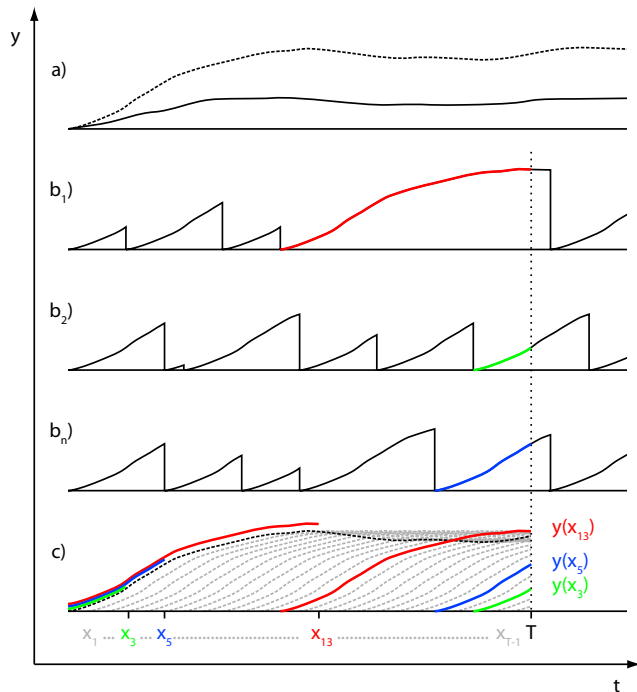 y
a)
b1)
b2)
bn)
c)
y(x13)
y(x5)
y(x3)
x1 ... x3 ... x5 ........................ x13 xT-1 T
t